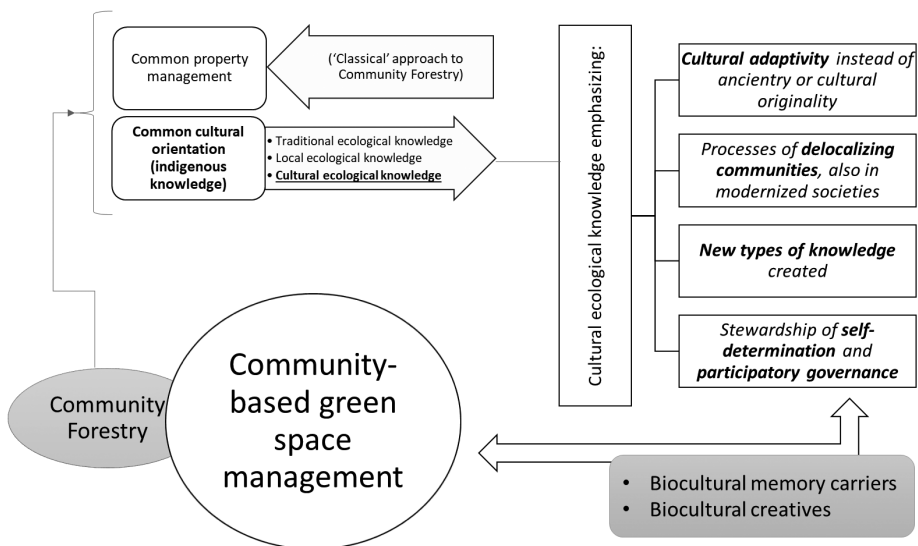 Common property
management
('Classical' approach to
Community Forestry)
Common cultural
orientation
(indigenous
knowledge)
• Traditional ecological knowledge
• Local ecological knowledge
• Cultural ecological knowledge
Cultural ecological knowledge emphasizing:
Cultural adaptivity instead of
ancientry or cultural
originality
Processes of delocalizing
communities, also in
modernized societies
New types of knowledge
created
Stewardship of self-
determination and
participatory governance
Community
Forestry
Community-
based green
space
management
• Biocultural memory carriers
• Biocultural creatives